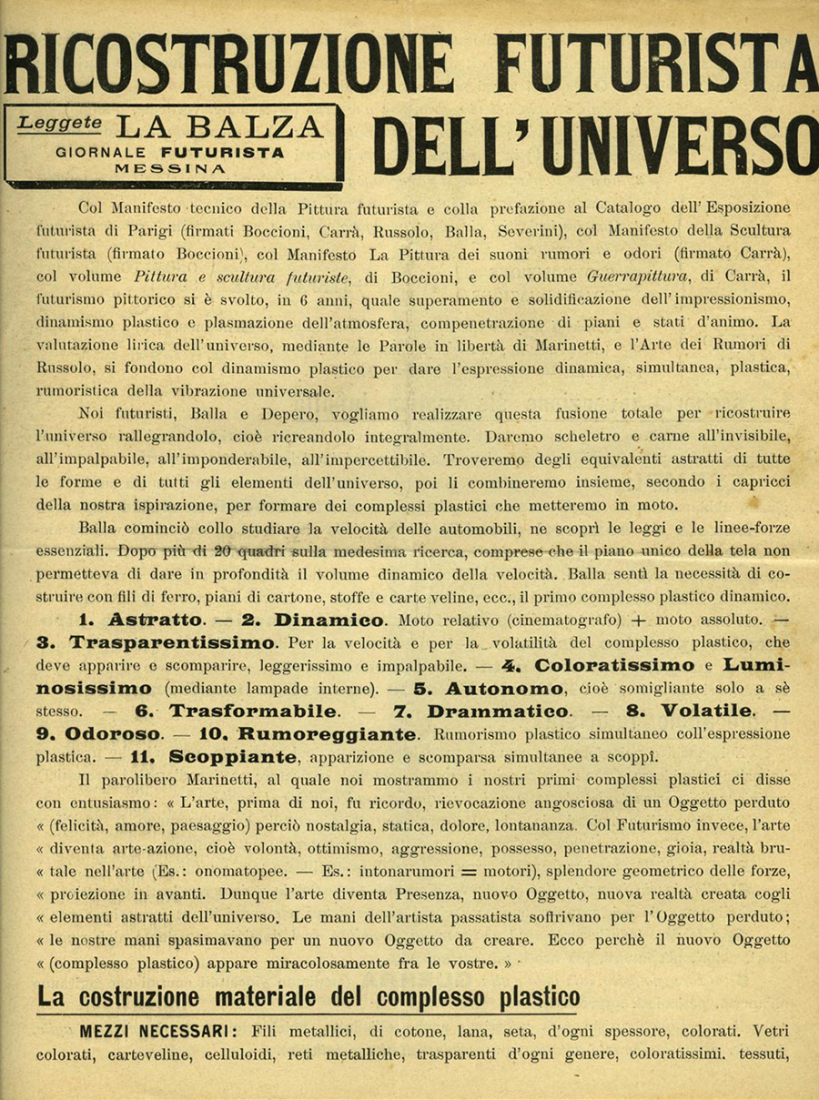 RICOSTRUZIONE FUTURISTA
Leggete LA BALZA
GIORNALE FUTURISTA
MESSINA
DELL'UNIVERSO
Col Manifesto tecnico della Pittura futurista e colla prefazione al Catalogo dell'Esposizione
futurista di Parigi (firmati Boccioni, Carrà, Russolo, Balla, Severini), col Manifesto della Scultura
futurista (firmato Boccioni), col Manifesto La Pittura dei suoni rumori e odori (firmato Carrà),
col volume Pittura e scultura futuriste, di Boccioni, e col volume Guerrapittura, di Carrà, il
futurismo pittorico si è svolto, in 6 anni, quale superamento e solidificazione dell'impressionismo,
dinamismo plastico e plasmazione dell'atmosfera, compenetrazione di piani e stati d'animo. La
valutazione lirica dell'universo, mediante le Parole in libertà di Marinetti, e l'Arte dei Rumori di
Russolo, si fondono col dinamismo plastico per dare l'espressione dinamica, simultanea, plastica,
rumoristica della vibrazione universale.
Noi futuristi, Balla e Depero, vogliamo realizzare questa fusione totale per ricostruire
l'universo rallegrandolo, cioè ricreandolo integralmente. Daremo scheletro e carne all'invisibile,
all'impalpabile, all'imponderabile, all'impercettibile. Troveremo degli equivalenti astratti di tutte
le forme e di tutti gli elementi dell'universo, poi li combineremo insieme, secondo i capricci
della nostra ispirazione, per formare dei complessi plastici che metteremo in moto.
Balla cominciò collo studiare la velocità delle automobili, ne scoprì le leggi e le linee-forze
essenziali. Dopo più di 20 quadri sulla medesima ricerca, comprese che il piano unico della tela non
permetteva di dare in profondità il volume dinamico della velocità. Balla sentì la necessità di co-
struire con fili di ferro, piani di cartone, stoffe e carte veline, ecc., il primo complesso plastico dinamico.
1. Astratto. — 2. Dinamico. Moto relativo (cinematografo) + moto assoluto. —
3. Trasparentissimo. Per la velocità e per la volatilità del complesso plastico, che
deve apparire e scomparire, leggerissimo e impalpabile. — 4. Coloratissimo e Lumi-
nosissimo (mediante lampade interne). — 5. Autonomo, cioè somigliante solo a sè
stesso. — 6. Trasformabile. — 7. Drammatico. — 8. Volatile. —
9. Odoroso. — 10. Rumoreggiante. Rumorismo plastico simultaneo coll'espressione
plastica. — 11. Scoppiante, apparizione e scomparsa simultanee a scoppî.
Il parolibero Marinetti, al quale noi mostrammo i nostri primi complessi plastici ci disse
con entusiasmo: « L'arte, prima di noi, fu ricordo, rievocazione angosciosa di un Oggetto perduto
« (felicità, amore, paesaggio) perciò nostalgia, statica, dolore, lontananza. Col Futurismo invece, l'arte
« diventa arte-azione, cioè volontà, ottimismo, aggressione, possesso, penetrazione, gioia, realtà bru-
« tale nell'arte (Es.: onomatopee. — Es.: intonarumori = motori), splendore geometrico delle forze,
« proiezione in avanti. Dunque l'arte diventa Presenza, nuovo Oggetto, nuova realtà creata cogli
« elementi astratti dell'universo. Le mani dell'artista passatista soffrivano per l'Oggetto perduto;
« le nostre mani spasimavano per un nuovo Oggetto da creare. Ecco perchè il nuovo Oggetto
« (complesso plastico) appare miracolosamente fra le vostre. »
La costruzione materiale del complesso plastico
MEZZI NECESSARI: Fili metallici, di cotone, lana, seta, d'ogni spessore, colorati. Vetri
colorati, carteveline, celluloidi, reti metalliche, trasparenti d'ogni genere, coloratissimi. tessuti,